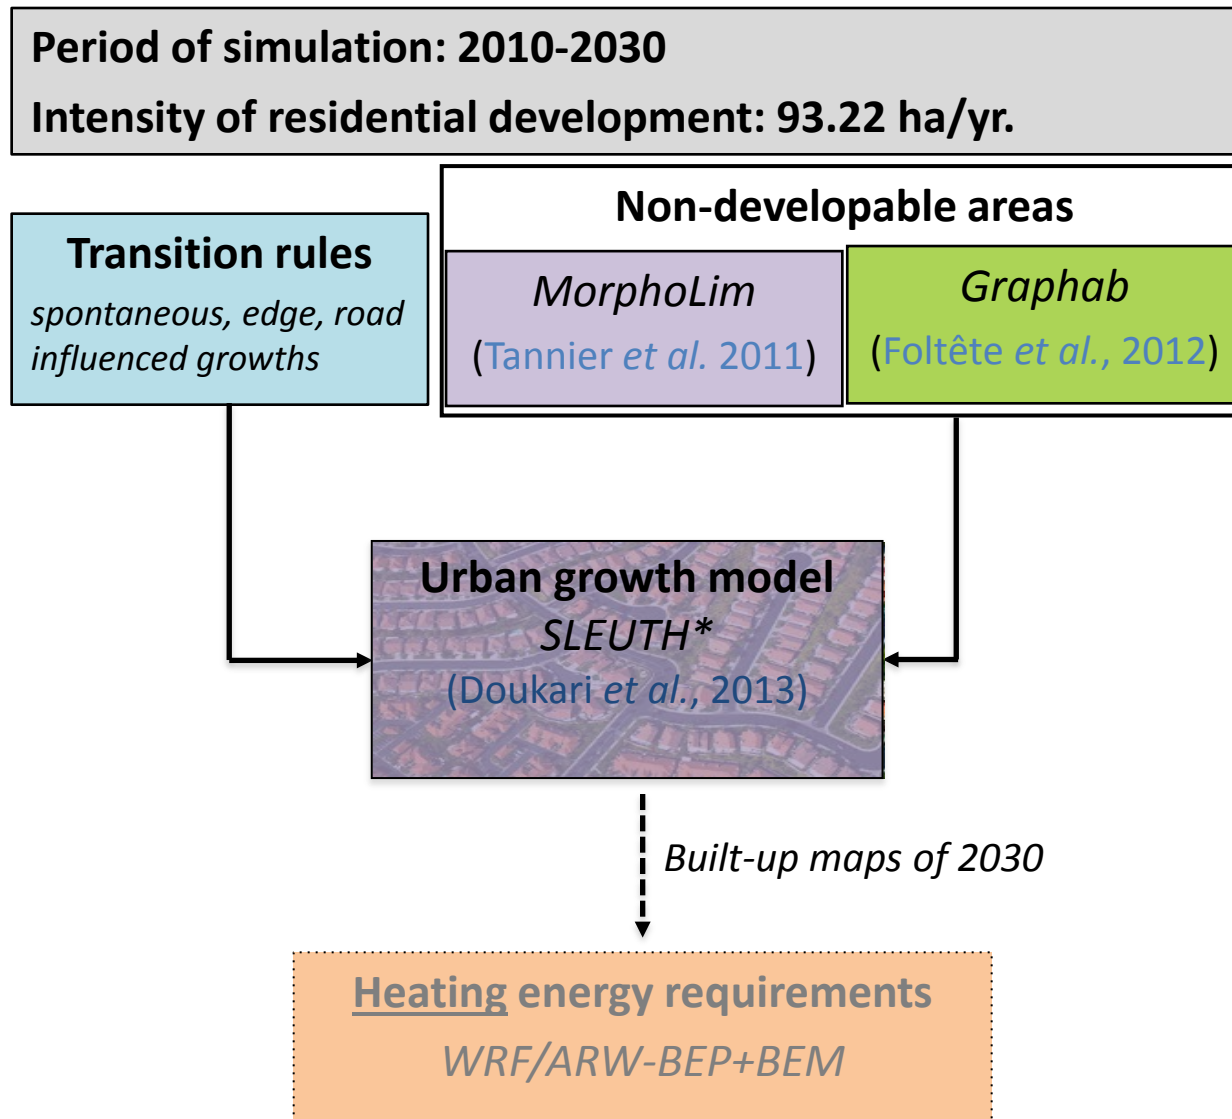 Period of simulation: 2010-2030
Intensity of residential development: 93.22 ha/yr.
Transition rules
spontaneous, edge, road
influenced growths
Non-developable areas
MorphoLim
(Tannier et al. 2011)
Graphab
(Foltête et al., 2012)
Urban growth model
SLEUTH*
(Doukari et al., 2013)
Built-up maps of 2030
Heating energy requirements
WRF/ARW-BEP+BEM